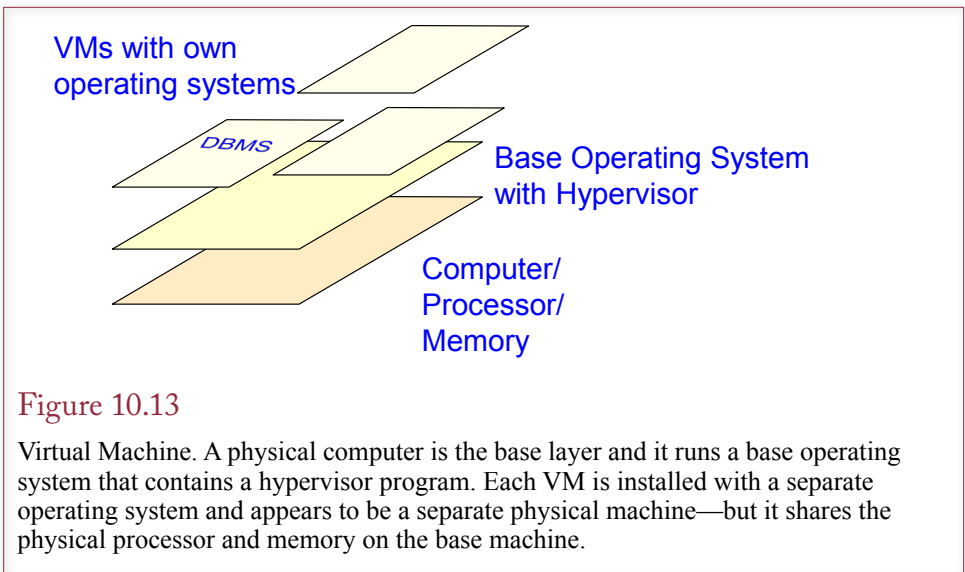 VMs with own
operating systems
DBMS
Base Operating System
with Hypervisor
Computer/
Processor/
Memory
Figure 10.13
Virtual Machine. A physical computer is the base layer and it runs a base operating
system that contains a hypervisor program. Each VM is installed with a separate
operating system and appears to be a separate physical machine—but it shares the
physical processor and memory on the base machine.